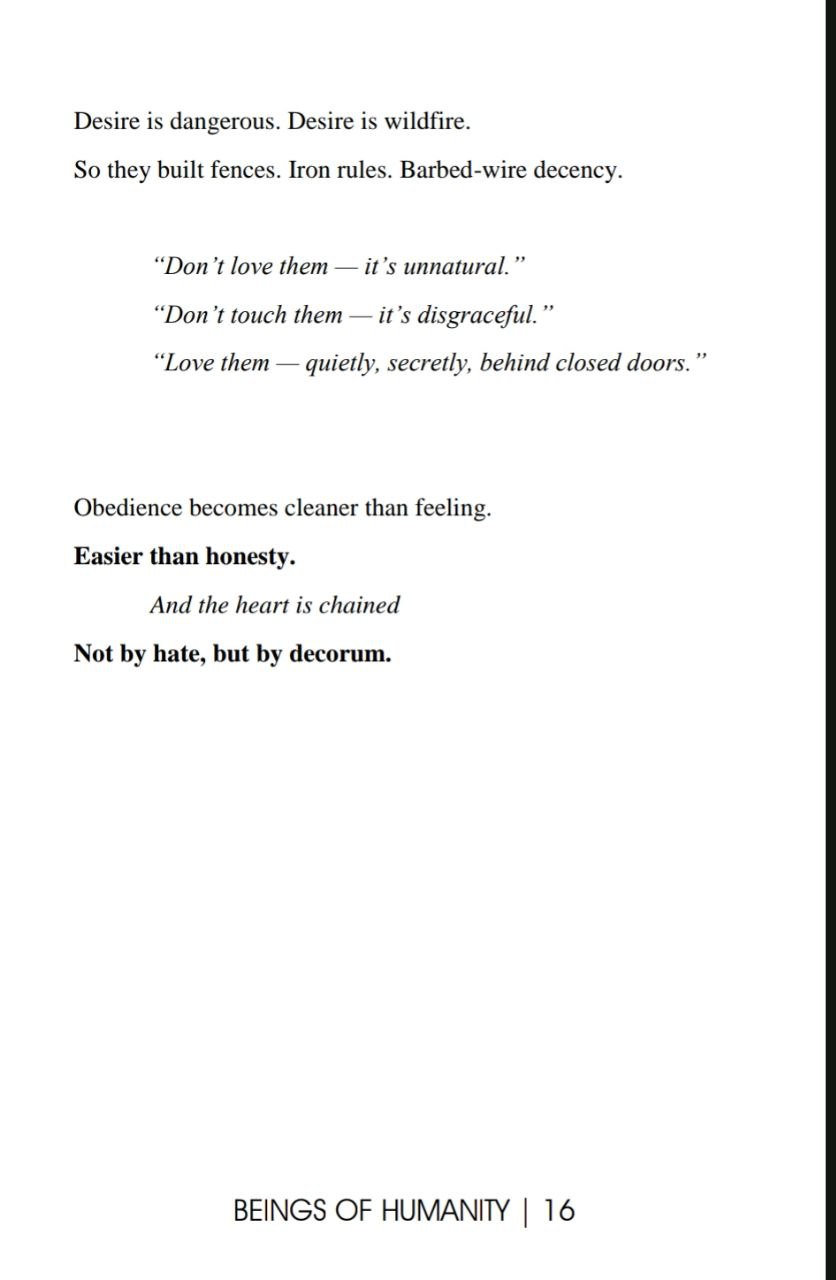 Desire is dangerous. Desire is wildfire.
So they built fences. Iron rules. Barbed-wire decency.
“Don’t love them — it’s unnatural.”
“Don’t touch them — it’s disgraceful.”
“Love them — quietly, secretly, behind closed doors.”
Obedience becomes cleaner than feeling.
Easier than honesty.
And the heart is chained
Not by hate, but by decorum.
BEINGS OF HUMANITY | 16